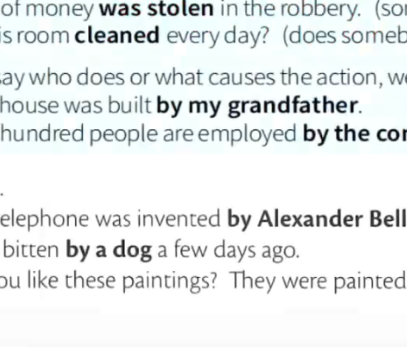 of money was stolen in the robbery. (so
is room cleaned every day? (does someb
say who does or what causes the action, w
house was built by my grandfather.
hundred people are employed by the co
.
elephone was invented by Alexander Bell
bitten by a dog a few days ago.
ou like these paintings? They were painted